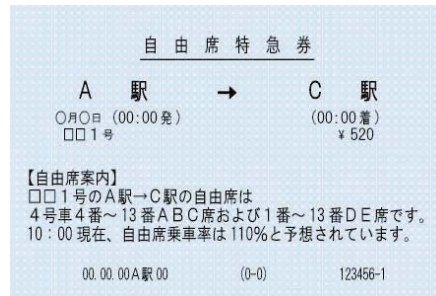 自由席特急券
A 駅 → C 駅
〇月〇日 (00:00発) (00:00着)
□□1号 ¥520
【自由席案内】
□□1号のA駅→C駅の自由席は
4号車4番～13番ABC席および1番～13番DE席です。
10:00現在、自由席乗車率は110%と予想されています。
00.00.00A駅00 (0-0) 123456-1